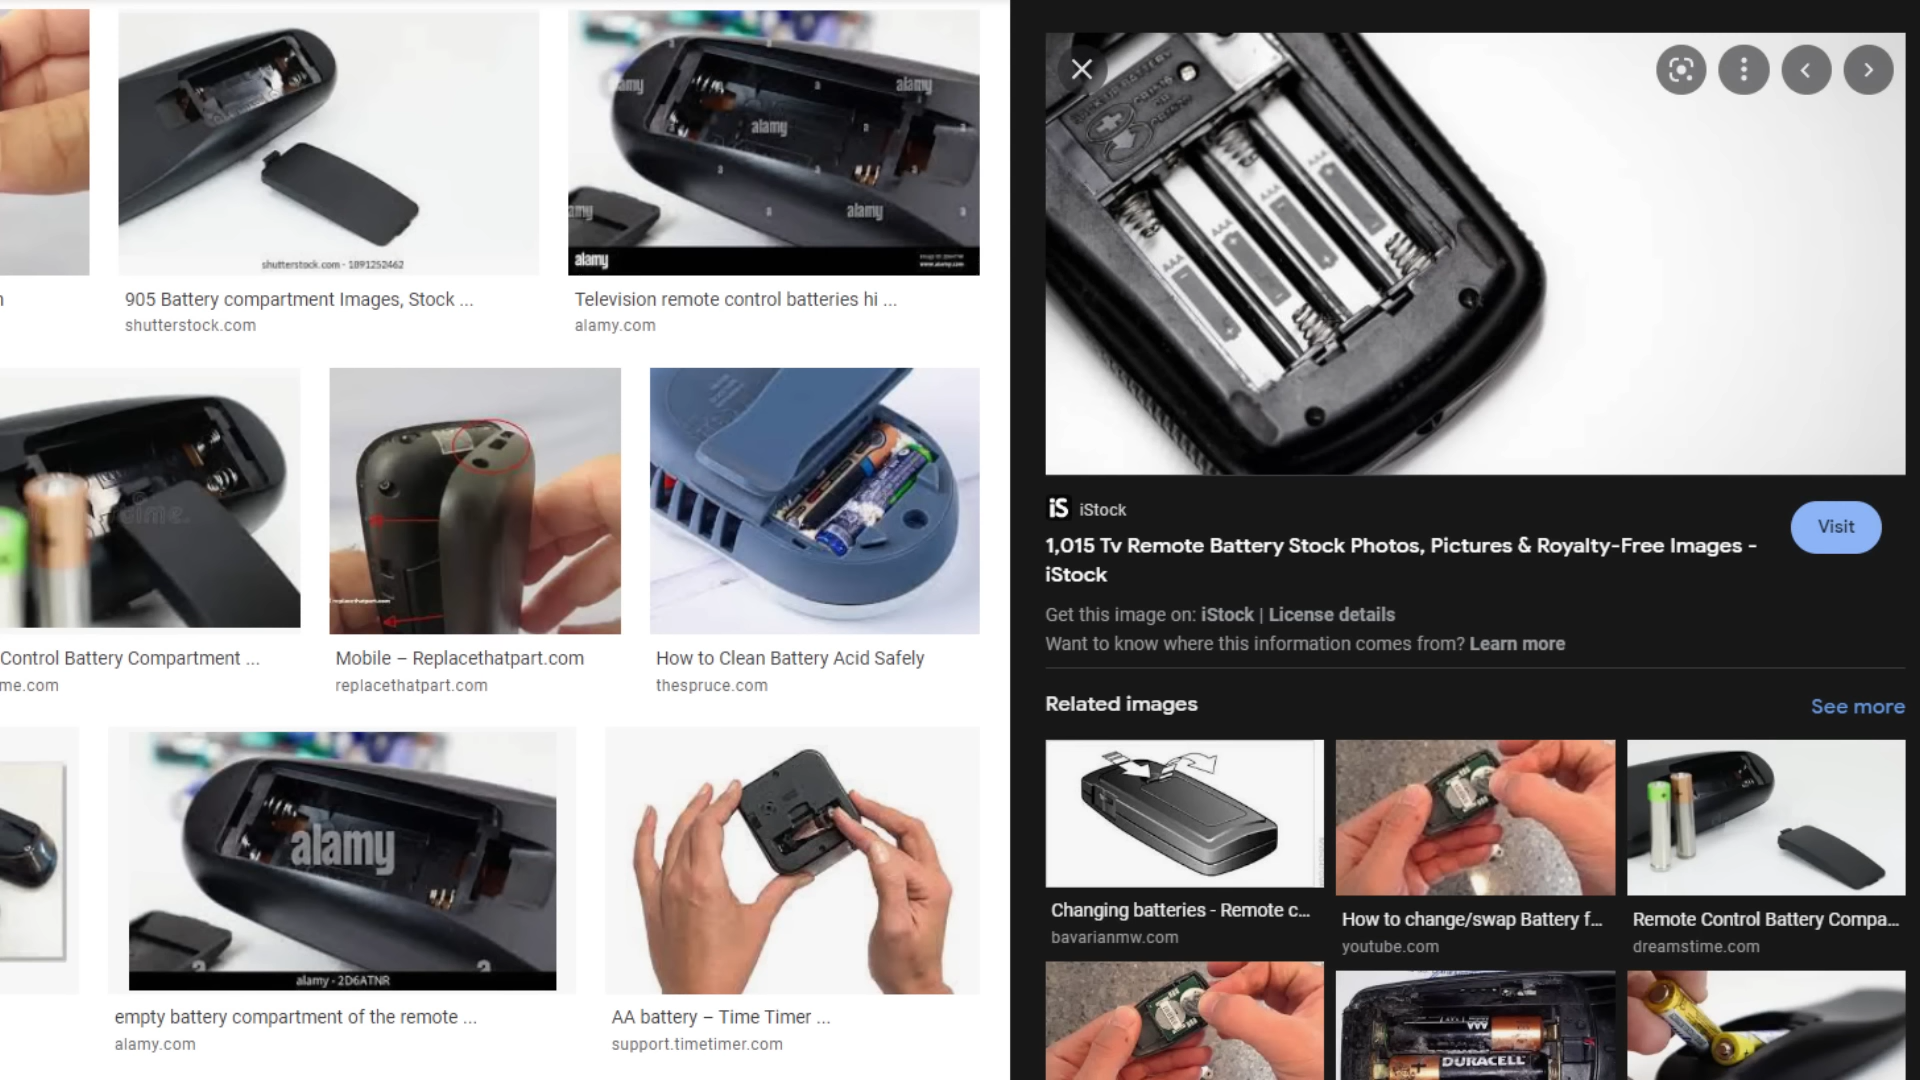 alamy
alamy
alamy
alamy
alamy
www.alamy.com
shutterstock.com - 1891252462
n
905 Battery compartment Images, Stock ...
shutterstock.com
Television remote control batteries hi ...
alamy.com
Control Battery Compartment ...
me.com
Mobile – Replacethatpart.com
replacethatpart.com
How to Clean Battery Acid Safely
thespruce.com
alamy
alamy - 2D6ATNR
empty battery compartment of the remote ...
alamy.com
AA battery – Time Timer ...
support.timetimer.com
AAA
AAA
AAA
AAA
iS iStock
Visit
1,015 Tv Remote Battery Stock Photos, Pictures & Royalty-Free Images -
iStock
Get this image on: iStock | License details
Want to know where this information comes from? Learn more
Related images
See more
Changing batteries - Remote c...
bavarianmw.com
How to change/swap Battery f...
youtube.com
Remote Control Battery Compa...
dreamstime.com
DURACELL